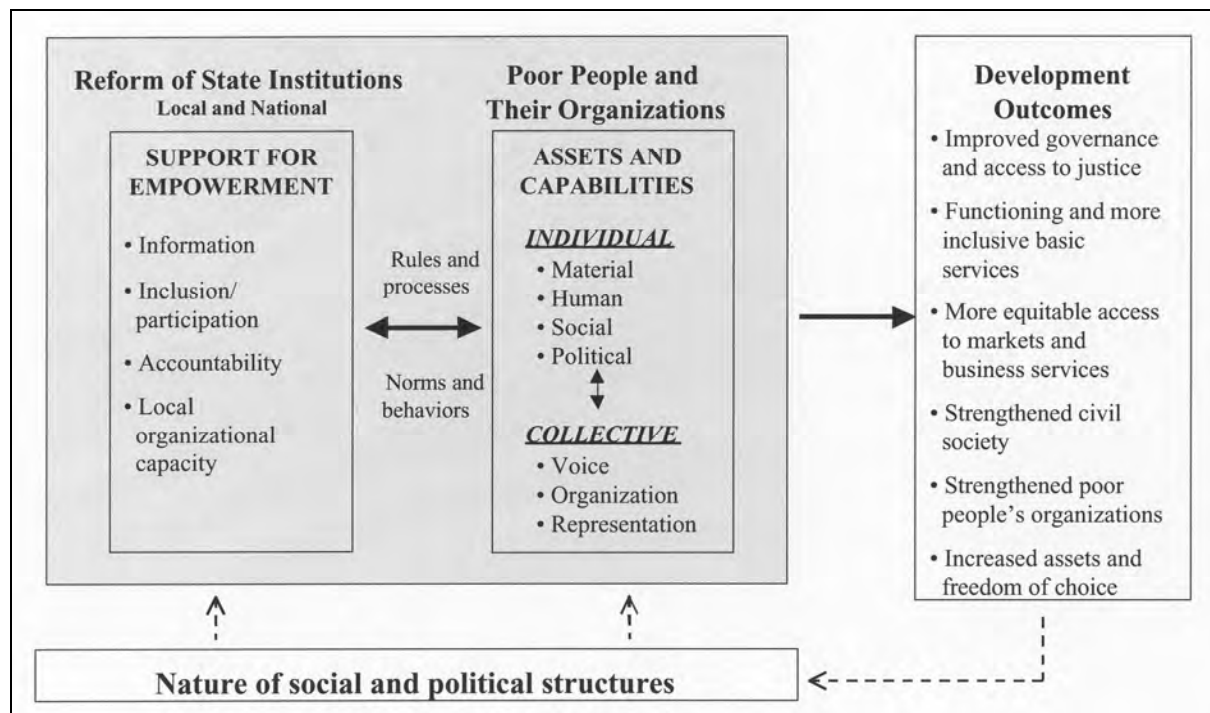 Reform of State Institutions
Local and National
SUPPORT FOR
EMPOWERMENT
• Information
• Inclusion/
participation
• Accountability
• Local
organizational
capacity
Rules and
processes
Norms and
behaviors
Poor People and
Their Organizations
ASSETS AND
CAPABILITIES
INDIVIDUAL
• Material
• Human
• Social
• Political
COLLECTIVE
• Voice
• Organization
• Representation
Development
Outcomes
• Improved governance
and access to justice
• Functioning and more
inclusive basic
services
• More equitable access
to markets and
business services
• Strengthened civil
society
• Strengthened poor
people’s organizations
• Increased assets and
freedom of choice
Nature of social and political structures